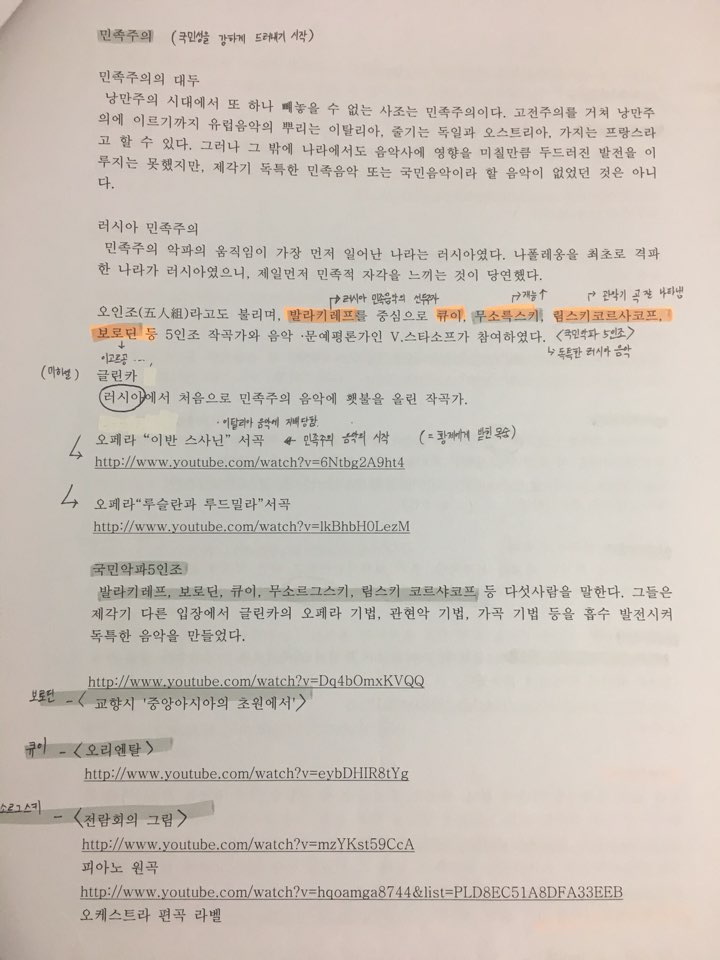 민족주의 (국민성을 강하게 드러내기 시작)
민족주의의 대두
낭만주의 시대에서 또 하나 빼놓을 수 없는 사조는 민족주의이다. 고전주의를 거쳐 낭만주
의에 이르기까지 유럽음악의 뿌리는 이탈리아, 줄기는 독일과 오스트리아, 가지는 프랑스라
고 할 수 있다. 그러나 그 밖에 나라에서도 음악사에 영향을 미칠만큼 두드러진 발전을 이
루지는 못했지만, 제각기 독특한 민족음악 또는 국민음악이라 할 음악이 없었던 것은 아니
다.
러시아 민족주의
민족주의 악파의 움직임이 가장 먼저 일어난 나라는 러시아였다. 나폴레옹을 최초로 격파
한 나라가 러시아였으니, 제일먼저 민족적 자각을 느끼는 것이 당연했다.
→러시아 민족음악의 선두자 →재능↑ →관악기 곡 잘 나타냄
오인조(五人組)라고도 불리며, 발라키레프를 중심으로 큐이, 무소륵스키, 림스키코르사코프,
보로딘 등 5인조 작곡가와 음악·문예평론가인 V.스타소프가 참여하였다. <국민악파 5인조>
↳ 독특한 러시아 음악
이고르공 ...
(미하일) 글린카
러시아에서 처음으로 민족주의 음악에 횃불을 올린 작곡가.
·이탈리아 음악에 지배당함.
오페라 “이반 스사닌” 서곡 ← 민족주의 음악의 시작 (= 황제에게 바친 목숨)
http://www.youtube.com/watch?v=6Ntbg2A9ht4
오페라“루슬란과 루드밀라”서곡
http://www.youtube.com/watch?v=lkBhbH0LezM
국민악파5인조
발라키레프, 보로딘, 큐이, 무소르그스키, 림스키 코르샤코프 등 다섯사람을 말한다. 그들은
제각기 다른 입장에서 글린카의 오페라 기법, 관현악 기법, 가곡 기법 등을 흡수 발전시켜
독특한 음악을 만들었다.
http://www.youtube.com/watch?v=Dq4bOmxKVQQ
보로딘 - <교향시 '중앙아시아의 초원에서'>
큐이 - <오리엔탈>
http://www.youtube.com/watch?v=eybDHIR8tYg
소르그스키 - <전람회의 그림>
http://www.youtube.com/watch?v=mzYKst59CcA
피아노 원곡
http://www.youtube.com/watch?v=hqoamga8744&list=PLD8EC51A8DFA33EEB
오케스트라 편곡 라벨